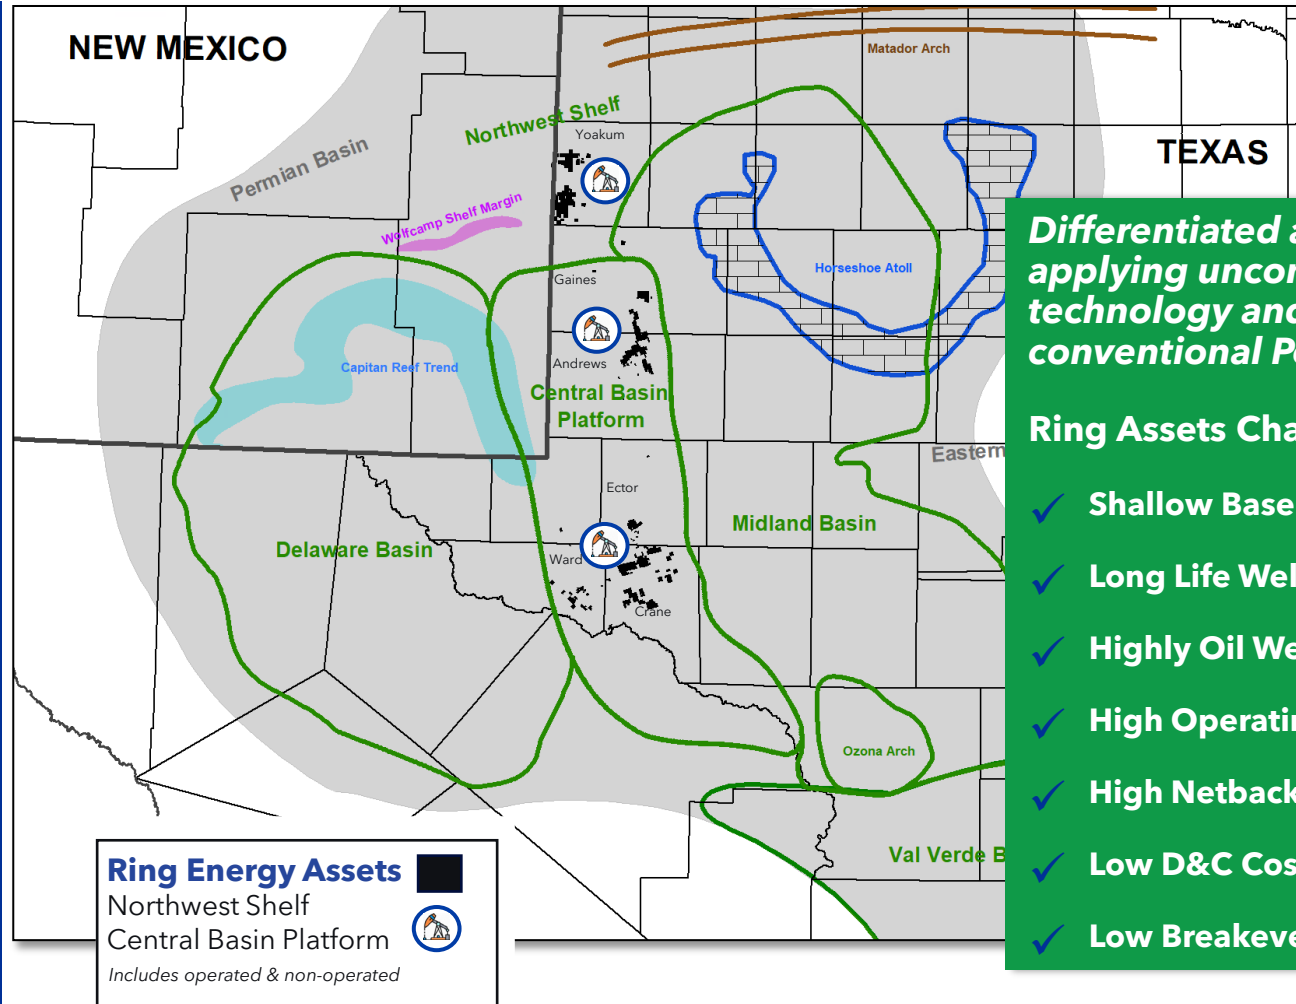 NEW MEXICO
Matador Arch
Northwest Shelf
Yoakum
TEXAS
Permian Basin
Wolfcamp Shelf Margin
Horseshoe Atoll
Gaines
Capitan Reef Trend
Andrews
Central Basin
Platform
Eastern
Ector
Midland Basin
Delaware Basin
Ward
Crane
Ozona Arch
Val Verde B
Differentiated a
applying uncon
technology and
conventional Pe
Ring Assets Cha
✓ Shallow Base
✓ Long Life Wel
✓ Highly Oil We
✓ High Operatin
✓ High Netback
✓ Low D&C Cos
✓ Low Breakeve
Ring Energy Assets
Northwest Shelf
Central Basin Platform
Includes operated & non-operated